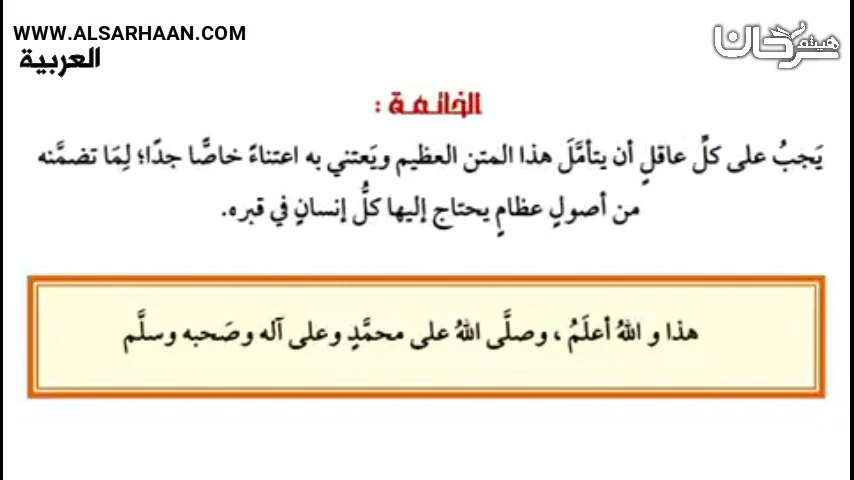 WWW.ALSARHAAN.COM
العربية
هيثم سرحان
الخاتمة :
يَجبُ على كلِّ عاقلٍ أن يتأمَّلَ هذا المتن العظيم ويَعتني به اعتناءً خاصًّا جدًا؛ لِمَا تضمَّنه
من أصولٍ عظامٍ يحتاج إليها كلُّ إنسانٍ في قبره.
هذا و اللهُ أعلَمُ ، وصلَّى اللهُ على محمَّدٍ وعلى آله وصَحبه وسلَّم